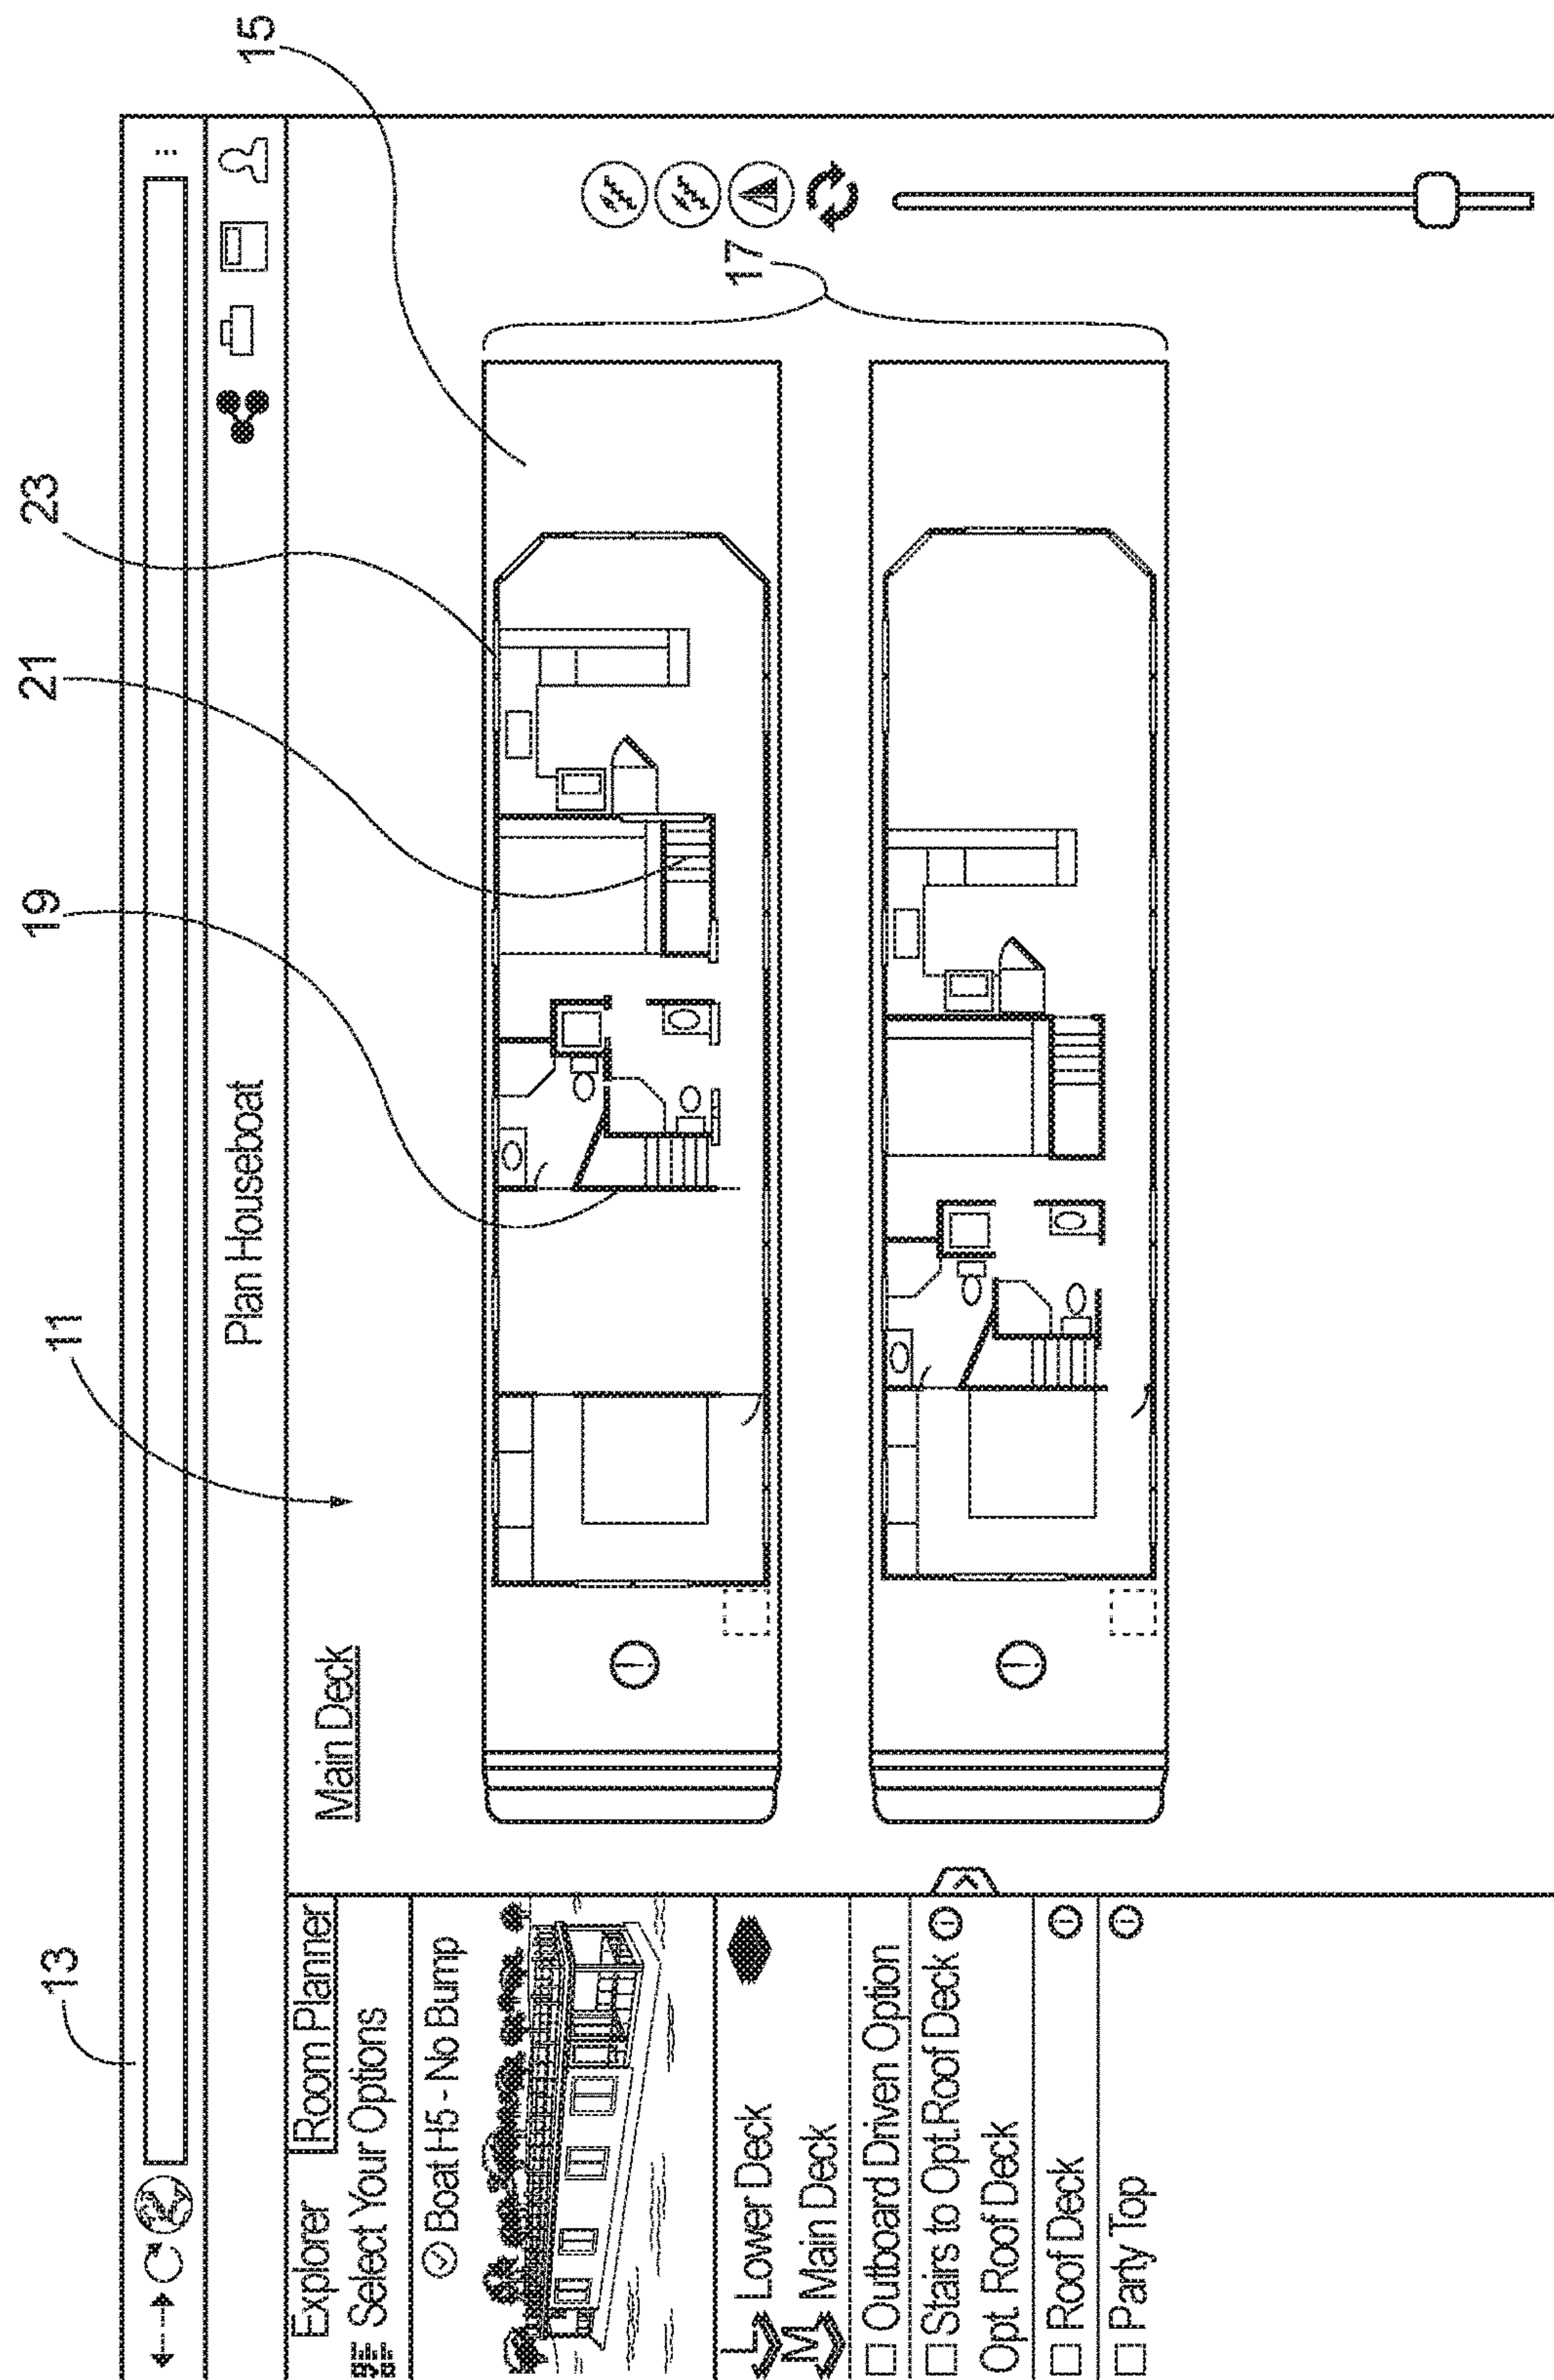 13
11
19
21
23
15
Plan Houseboat
Explorer
Room Planner
Select Your Options
Boat H5 - No Bump
L
Lower Deck
M
Main Deck
Outboard Driven Option
Stairs to Opt.Roof Deck
Opt. Roof Deck
Roof Deck
Party Top
Main Deck
17